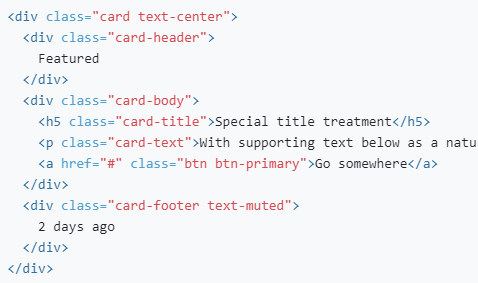 <div class="card text-center">
  <div class="card-header">
    Featured
  </div>
  <div class="card-body">
    <h5 class="card-title">Special title treatment</h5>
    <p class="card-text">With supporting text below as a natu
    <a href="#" class="btn btn-primary">Go somewhere</a>
  </div>
  <div class="card-footer text-muted">
    2 days ago
  </div>
</div>